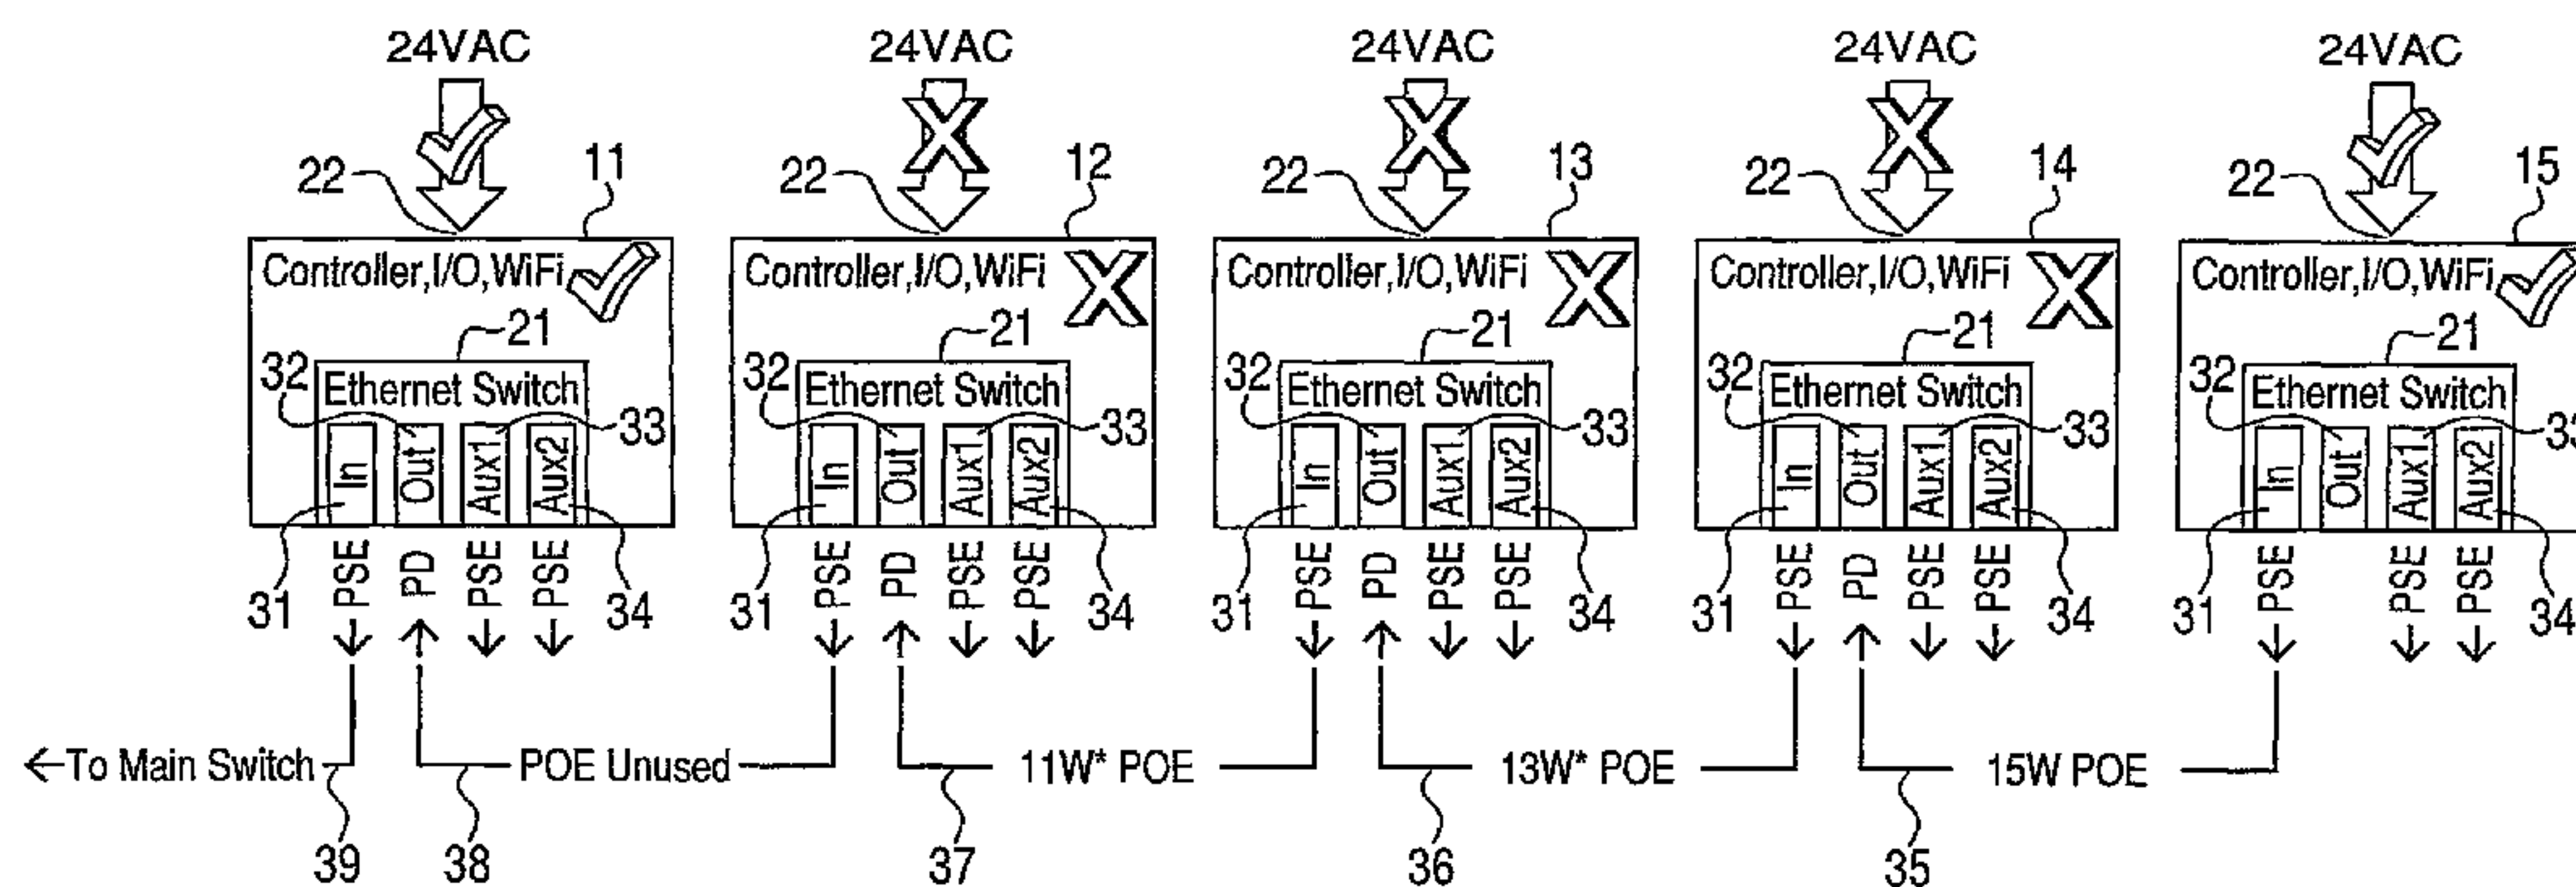 24VAC 24VAC 24VAC 24VAC 24VAC
22 11 22 12 22 13 22 14 22 15
Controller,I/O,WiFi Controller,I/O,WiFi Controller,I/O,WiFi Controller,I/O,WiFi Controller,I/O,WiFi
21 21 21 21 21
32 Ethernet Switch 32 Ethernet Switch 32 Ethernet Switch 32 Ethernet Switch 32 Ethernet Switch
33 33 33 33 33
In Out Aux1 Aux2 In Out Aux1 Aux2 In Out Aux1 Aux2 In Out Aux1 Aux2 In Out Aux1 Aux2
PSE PD PSE PSE PSE PD PSE PSE PSE PD PSE PSE PSE PD PSE PSE PSE PSE PSE
31 34 31 34 31 34 31 34 31 34
To Main Switch POE Unused 11W* POE 13W* POE 15W POE
39 38 37 36 35